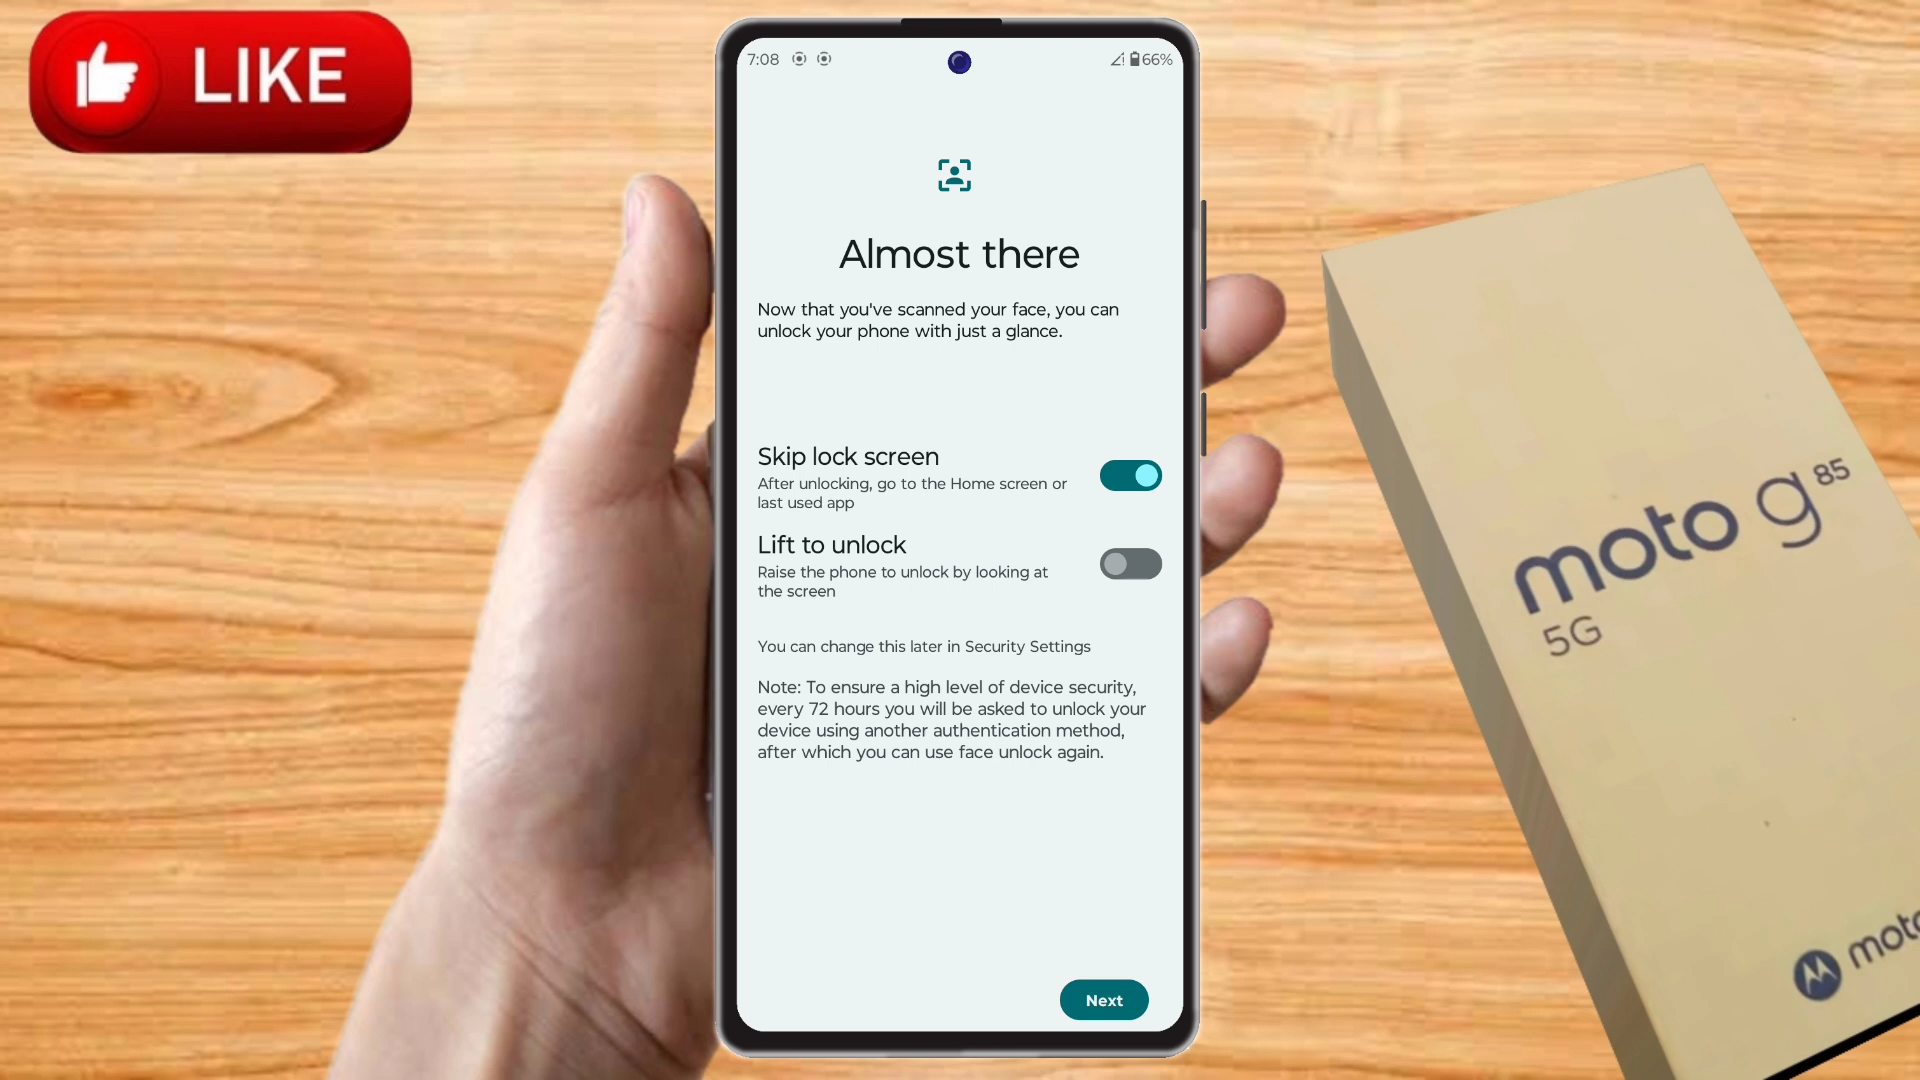 LIKE
7:08
66%
Almost there
Now that you've scanned your face, you can
unlock your phone with just a glance.
Skip lock screen
After unlocking, go to the Home screen or
last used app
Lift to unlock
Raise the phone to unlock by looking at
the screen
You can change this later in Security Settings
Note: To ensure a high level of device security,
every 72 hours you will be asked to unlock your
device using another authentication method,
after which you can use face unlock again.
Next
moto g85
5G
moto